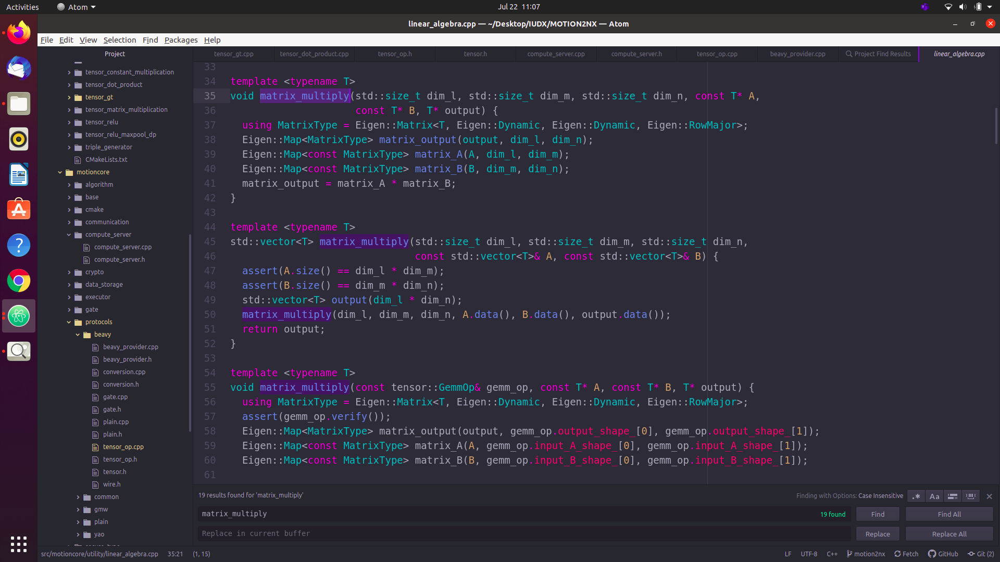 Activities
Atom
Jul 22 11:07
linear_algebra.cpp — ~/Desktop/IUDX/MOTION2NX — Atom
File Edit View Selection Find Packages Help
Project
tensor_constant_multiplication
tensor_dot_product
tensor_gt
tensor_matrix_multiplication
tensor_relu
tensor_relu_maxpool_dp
triple_generator
CMakeLists.txt
motioncore
algorithm
base
cmake
communication
compute_server
compute_server.cpp
compute_server.h
crypto
data_storage
executor
gate
protocols
beavy
beavy_provider.cpp
beavy_provider.h
conversion.cpp
conversion.h
gate.cpp
gate.h
plain.cpp
plain.h
tensor_op.cpp
tensor_op.h
tensor.h
wire.h
common
gmw
plain
yao
tensor_gt.cpp tensor_dot_product.cpp tensor_op.h tensor.h compute_server.cpp compute_server.h tensor_op.cpp beavy_provider.cpp Project Find Results linear_algebra.cpp
33
34 template <typename T>
35 void matrix_multiply(std::size_t dim_l, std::size_t dim_m, std::size_t dim_n, const T* A,
36 const T* B, T* output) {
37 using MatrixType = Eigen::Matrix<T, Eigen::Dynamic, Eigen::Dynamic, Eigen::RowMajor>;
38 Eigen::Map<MatrixType> matrix_output(output, dim_l, dim_n);
39 Eigen::Map<const MatrixType> matrix_A(A, dim_l, dim_m);
40 Eigen::Map<const MatrixType> matrix_B(B, dim_m, dim_n);
41 matrix_output = matrix_A * matrix_B;
42 }
43
44 template <typename T>
45 std::vector<T> matrix_multiply(std::size_t dim_l, std::size_t dim_m, std::size_t dim_n,
46 const std::vector<T>& A, const std::vector<T>& B) {
47 assert(A.size() == dim_l * dim_m);
48 assert(B.size() == dim_m * dim_n);
49 std::vector<T> output(dim_l * dim_n);
50 matrix_multiply(dim_l, dim_m, dim_n, A.data(), B.data(), output.data());
51 return output;
52 }
53
54 template <typename T>
55 void matrix_multiply(const tensor::GemmOp& gemm_op, const T* A, const T* B, T* output) {
56 using MatrixType = Eigen::Matrix<T, Eigen::Dynamic, Eigen::Dynamic, Eigen::RowMajor>;
57 assert(gemm_op.verify());
58 Eigen::Map<MatrixType> matrix_output(output, gemm_op.output_shape_[0], gemm_op.output_shape_[1]);
59 Eigen::Map<const MatrixType> matrix_A(A, gemm_op.input_A_shape_[0], gemm_op.input_A_shape_[1]);
60 Eigen::Map<const MatrixType> matrix_B(B, gemm_op.input_B_shape_[0], gemm_op.input_B_shape_[1]);
61
19 results found for 'matrix_multiply'
Finding with Options: Case Insensitive
.* Aa
matrix_multiply
19 found
Find
Find All
Replace in current buffer
Replace
Replace All
src/motioncore/utility/linear_algebra.cpp 35:21 (1, 15)
LF UTF-8 C++ motion2nx Fetch GitHub Git (2)